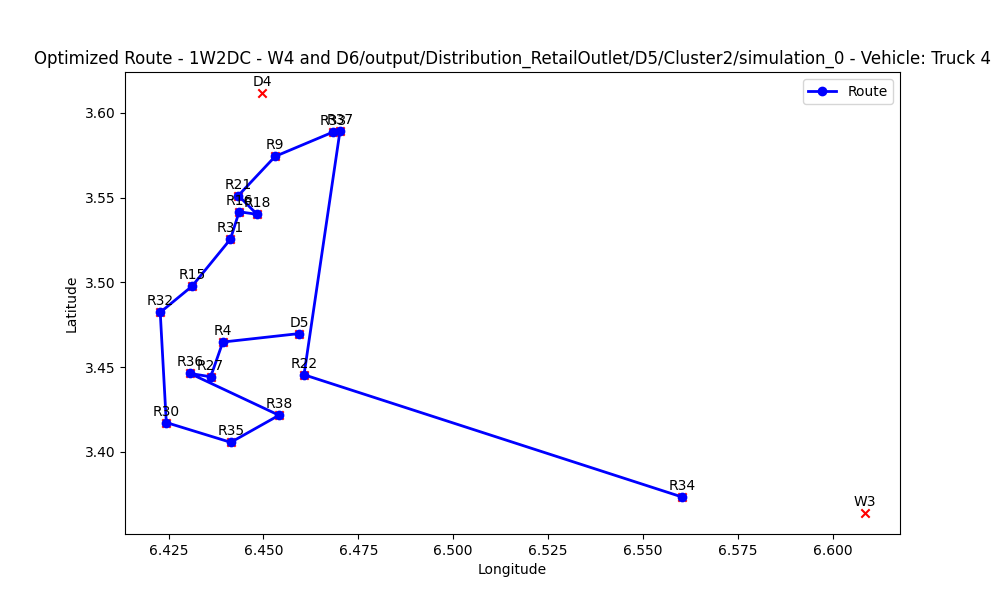 Optimized Route - 1W2DC - W4 and D6/output/Distribution_RetailOutlet/D5/Cluster2/simulation_0 - Vehicle: Truck 4
D4
Route
3.60
R33
R37
R9
3.55
R21
R16
R18
R31
3.50
R15
R32
D5
R4
3.45
R36
R27
R22
R38
R30
R35
3.40
R34
W3
Latitude
6.425
6.450
6.475
6.500
6.525
6.550
6.575
6.600
Longitude